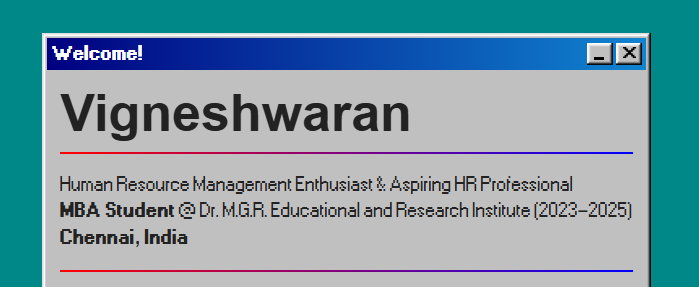 Welcome!
Vigneshwaran
Human Resource Management Enthusiast & Aspiring HR Professional
MBA Student @ Dr. M.G.R. Educational and Research Institute (2023–2025)
Chennai, India